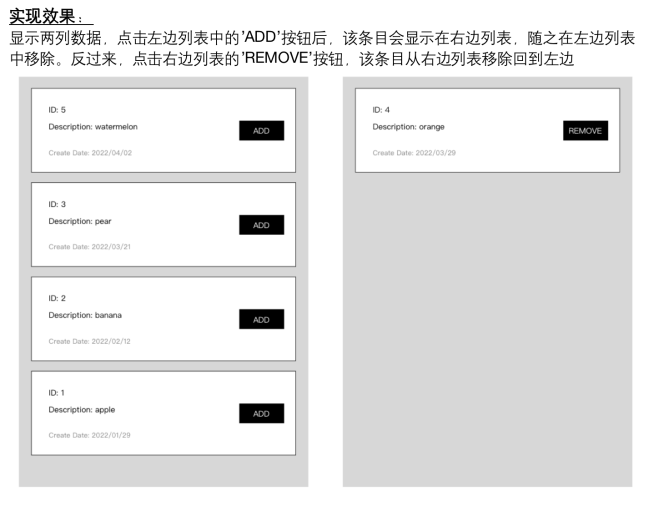 实现效果：
显示两列数据，点击左边列表中的'ADD'按钮后，该条目会显示在右边列表，随之在左边列表
中移除。反过来，点击右边列表的'REMOVE'按钮，该条目从右边列表移除回到左边
ID: 5
Description: watermelon
ADD
Create Date: 2022/04/02
ID: 3
Description: pear
ADD
Create Date: 2022/03/21
ID: 2
Description: banana
ADD
Create Date: 2022/02/12
ID: 1
Description: apple
ADD
Create Date: 2022/01/29
ID: 4
Description: orange
REMOVE
Create Date: 2022/03/29